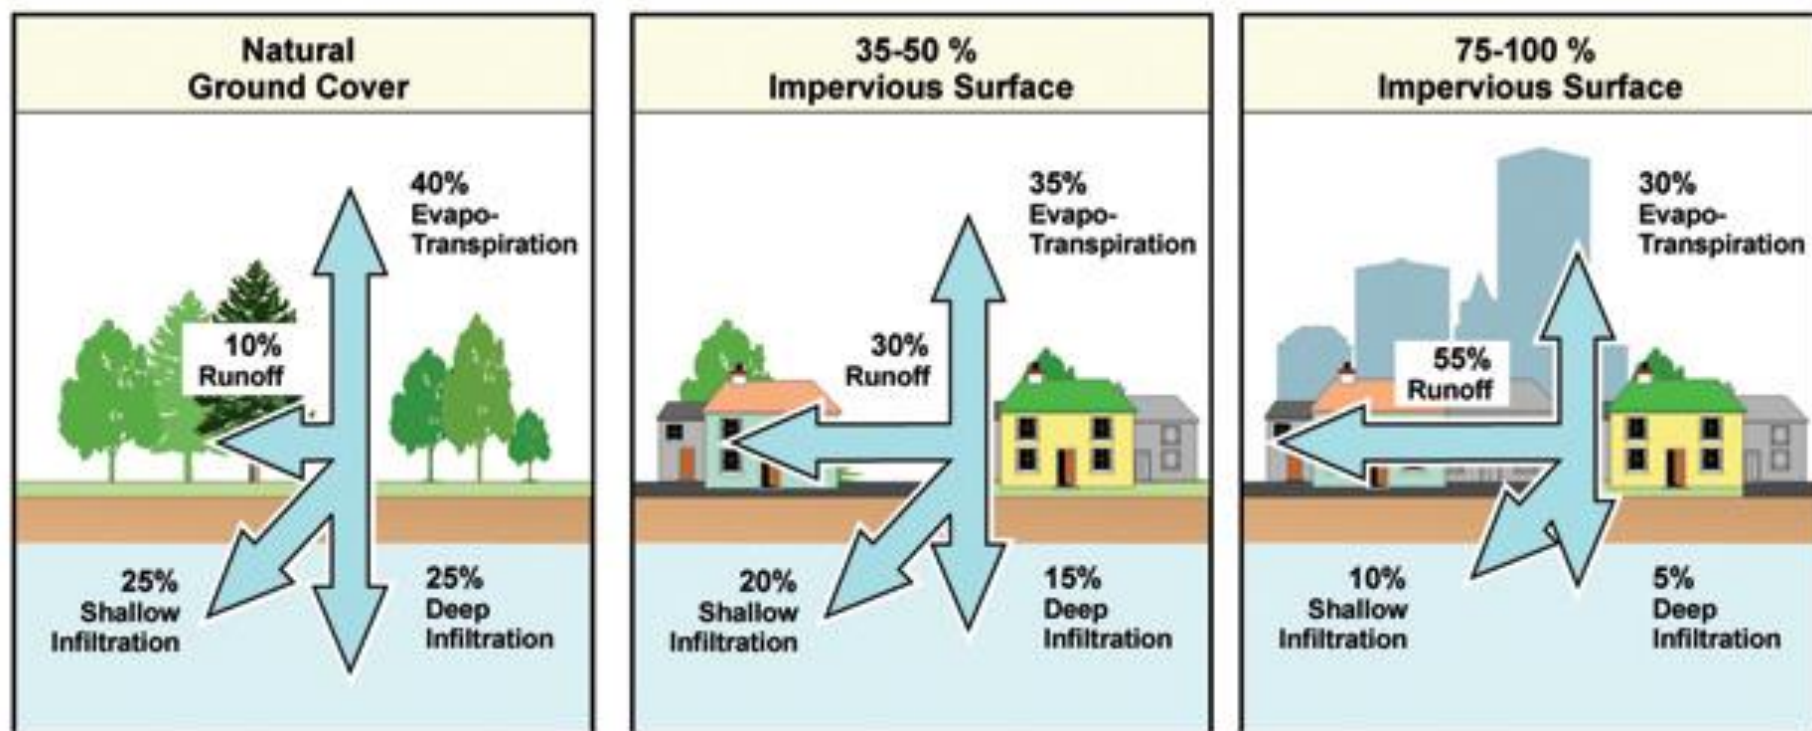 Natural
Ground Cover
40%
Evapo-
Transpiration
10%
Runoff
25%
Shallow
Infiltration
25%
Deep
Infiltration
35-50 %
Impervious Surface
35%
Evapo-
Transpiration
30%
Runoff
20%
Shallow
Infiltration
15%
Deep
Infiltration
75-100 %
Impervious Surface
30%
Evapo-
Transpiration
55%
Runoff
10%
Shallow
Infiltration
5%
Deep
Infiltration